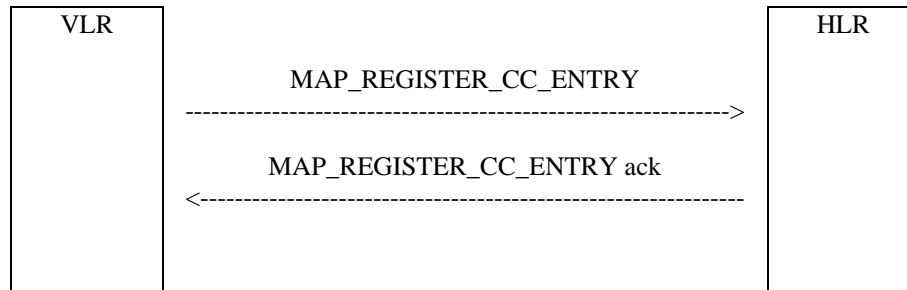 VLR HLR
MAP_REGISTER_CC_ENTRY
MAP_REGISTER_CC_ENTRY ack